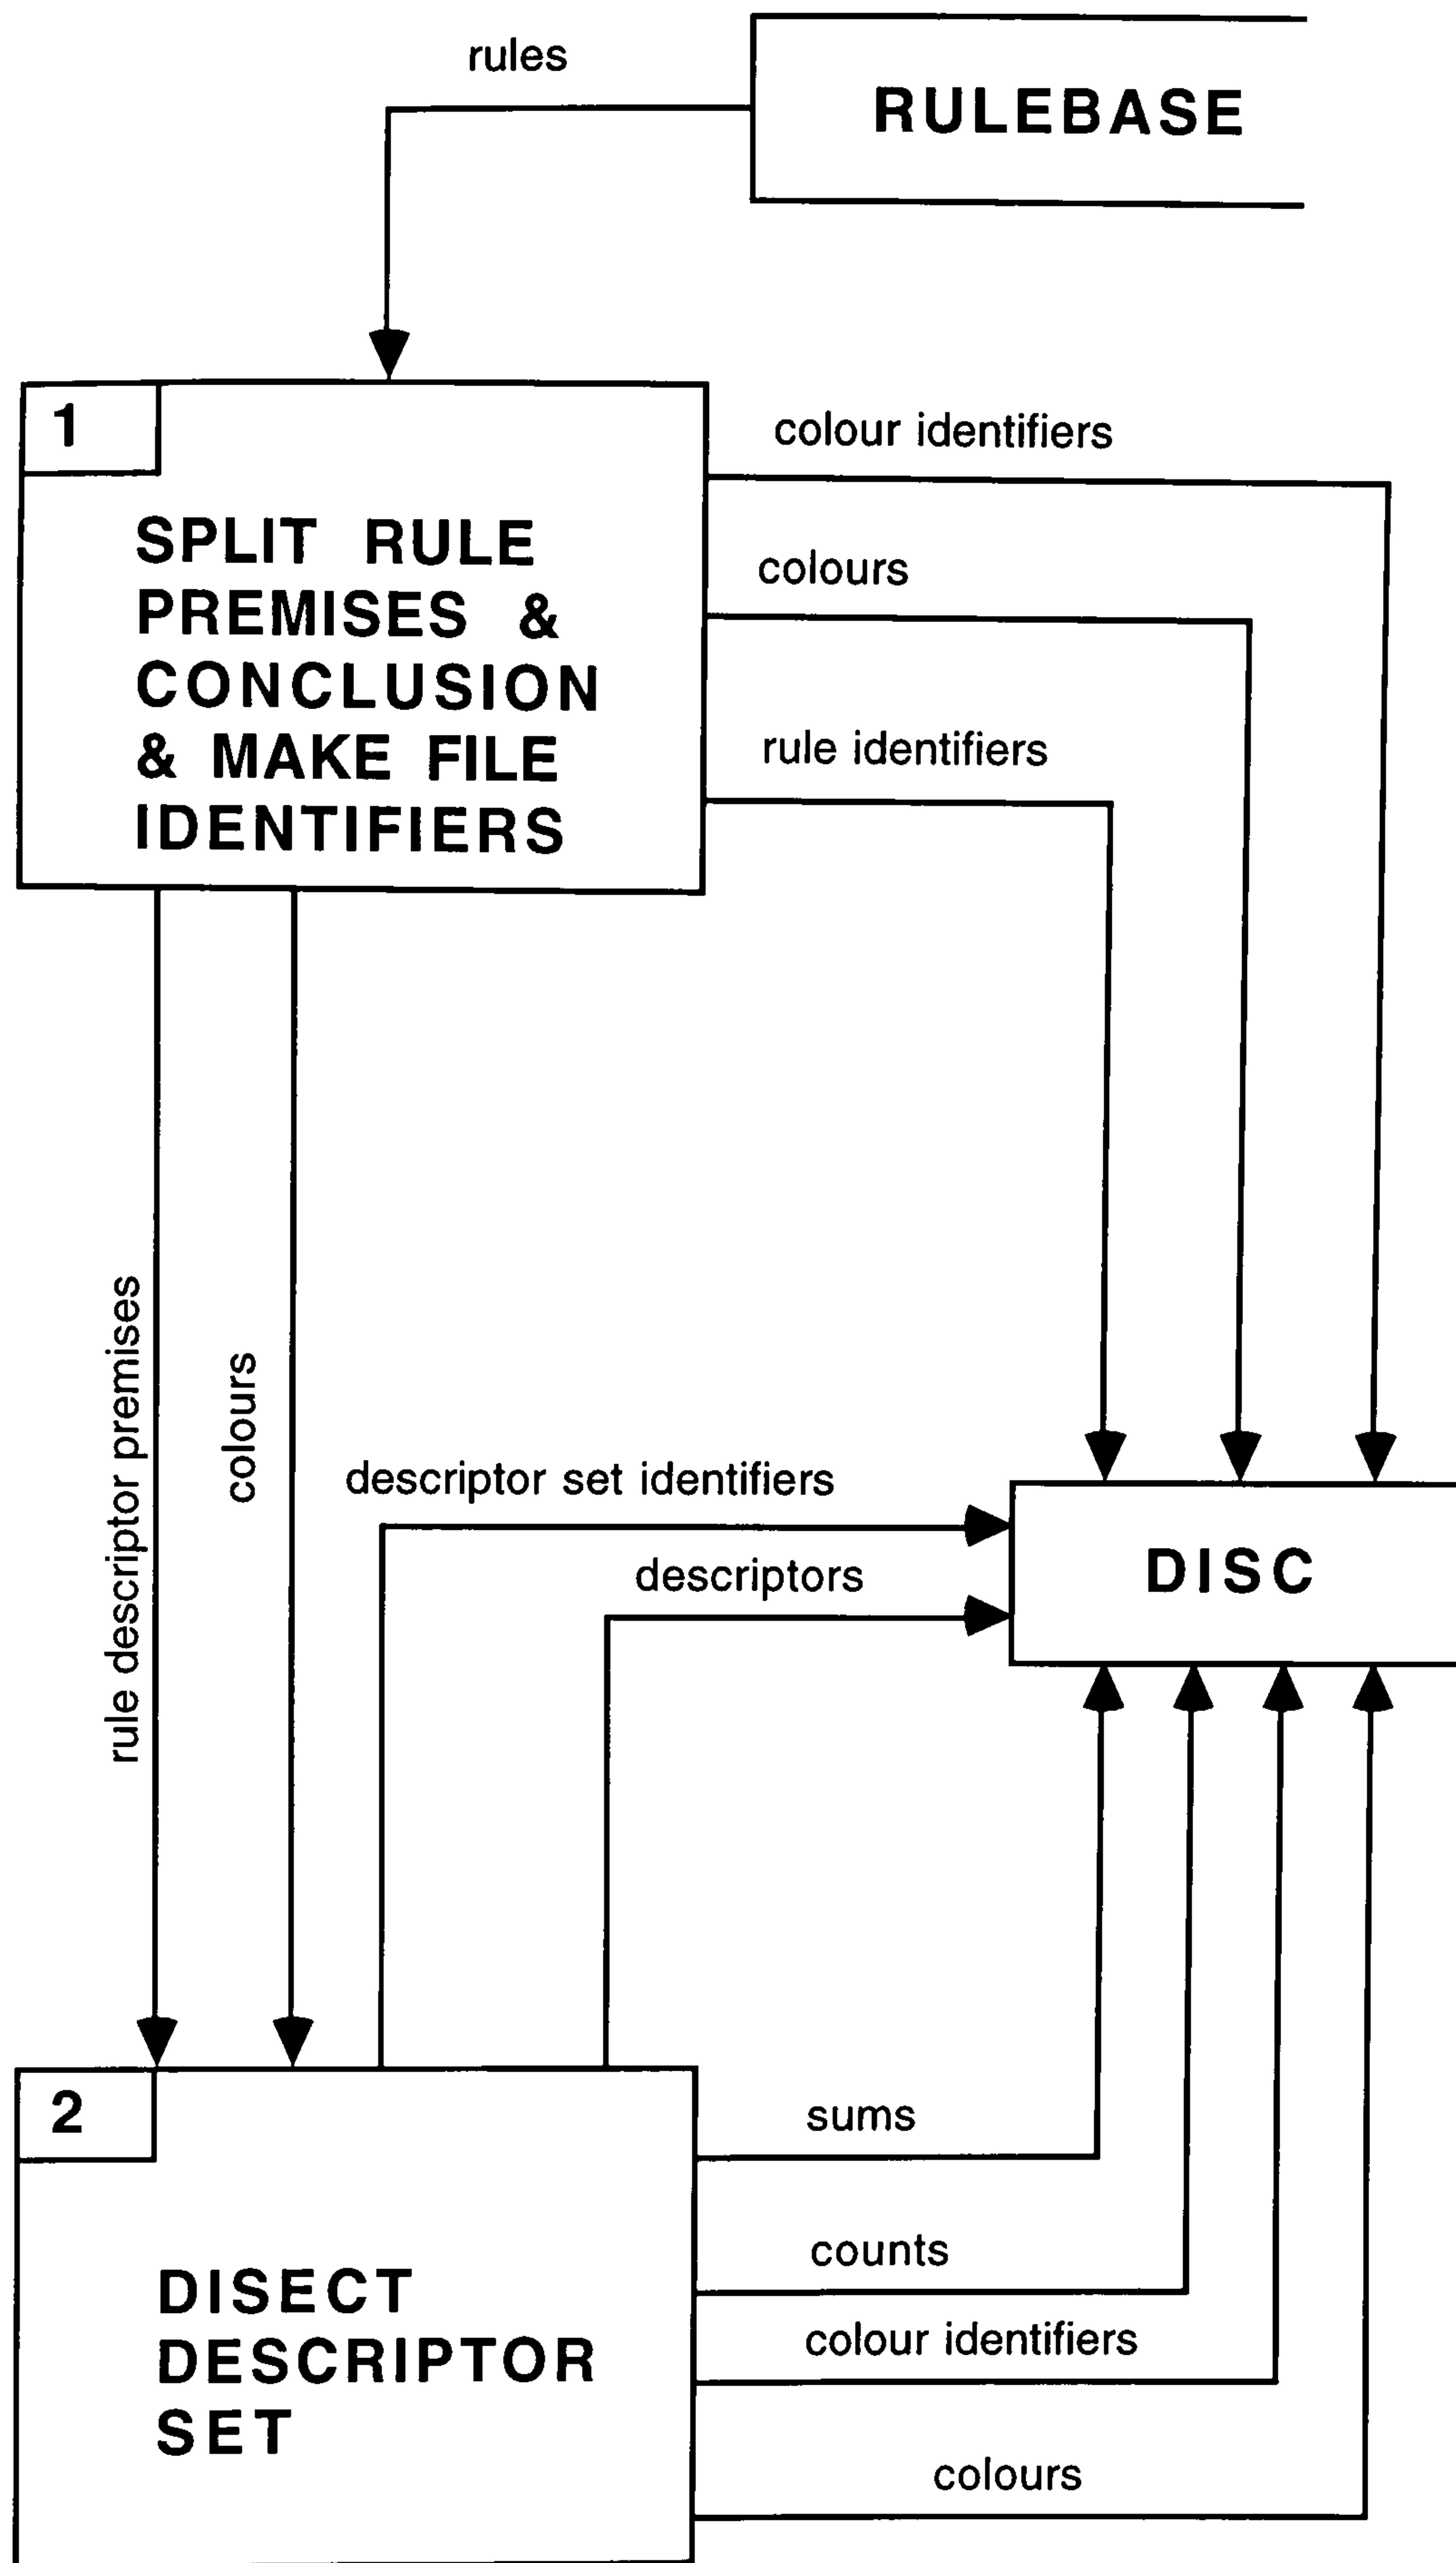 rules
RULEBASE
1
SPLIT RULE
PREMISES &
CONCLUSION
& MAKE FILE
IDENTIFIERS
colour identifiers
colours
rule identifiers
rule descriptor premises
colours
descriptor set identifiers
descriptors
DISC
2
DISECT
DESCRIPTOR
SET
sums
counts
colour identifiers
colours